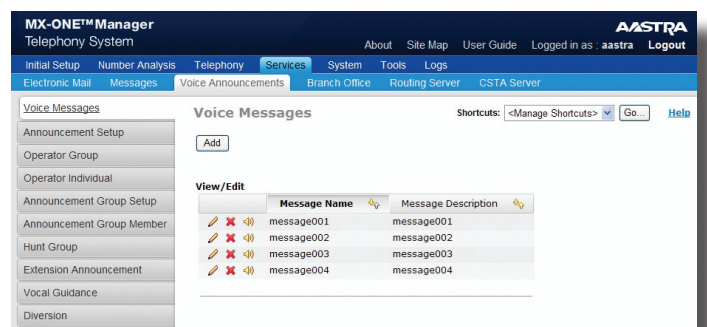 MX-ONE™Manager
AASTRA
Telephony System
About Site Map User Guide Logged in as : aastra Logout
Initial Setup Number Analysis Telephony Services System Tools Logs
Electronic Mail Messages Voice Announcements Branch Office Routing Server CSTA Server
Voice Messages
Announcement Setup
Operator Group
Operator Individual
Announcement Group Setup
Announcement Group Member
Hunt Group
Extension Announcement
Vocal Guidance
Diversion
Voice Messages
Shortcuts: <Manage Shortcuts> Go... Help
Add
View/Edit
Message Name Message Description
message001 message001
message002 message002
message003 message003
message004 message004